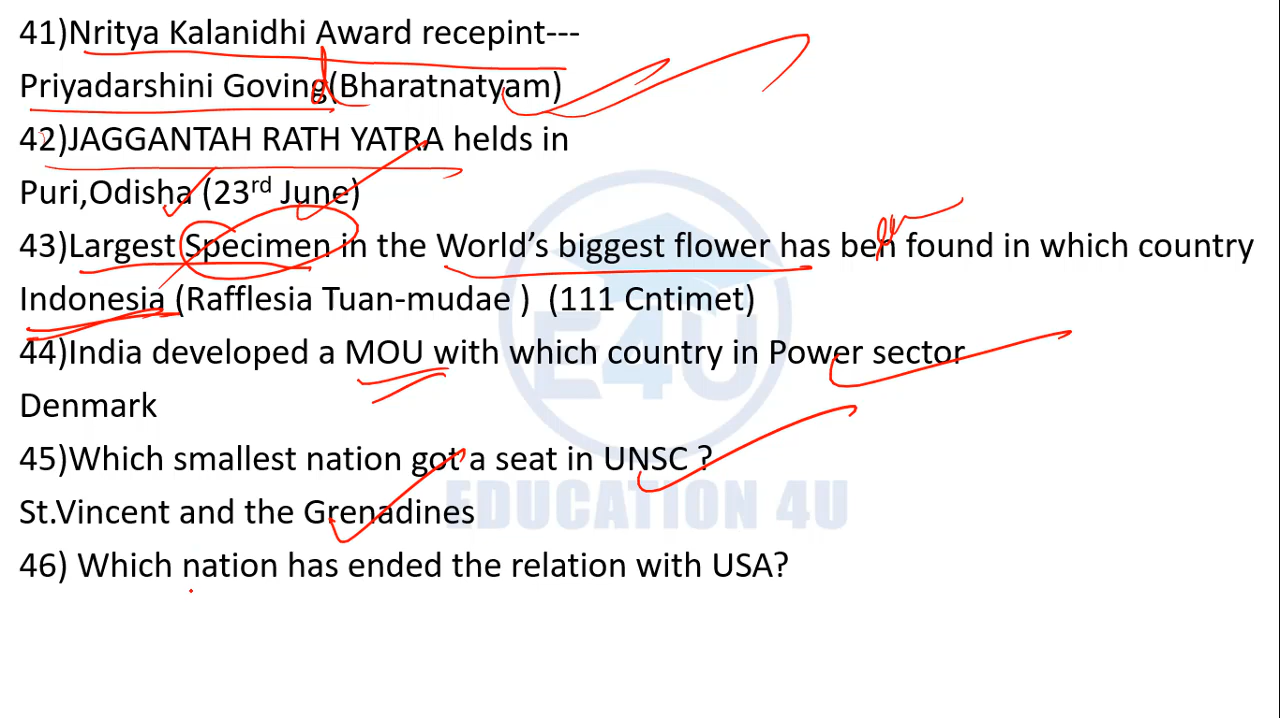 41)Nritya Kalanidhi Award recepint---
Priyadarshini Goving(Bharatnatyam)
42)JAGGANTAH RATH YATRA helds in
Puri,Odisha (23rd June)
43)Largest Specimen in the World's biggest flower has ben found in which country
Indonesia (Rafflesia Tuan-mudae ) (111 Cntimet)
44)India developed a MOU with which country in Power sector
Denmark
45)Which smallest nation got a seat in UNSC ?
St.Vincent and the Grenadines
46) Which nation has ended the relation with USA?
E4U
EDUCATION 4U